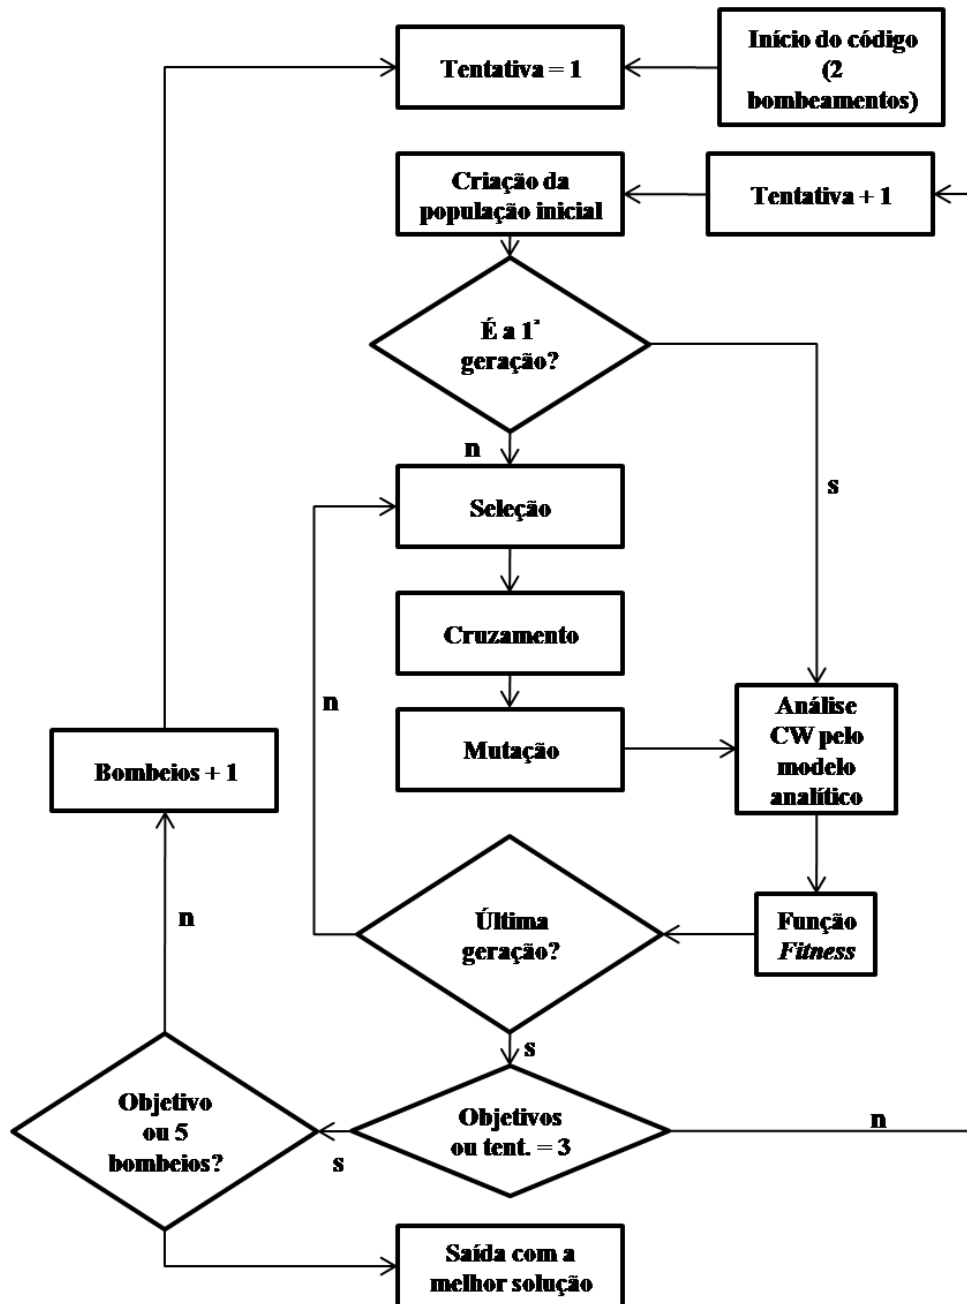 Tentativa = 1
Início do código
(2
bombeamentos)
Criação da
população inicial
Tentativa + 1
É a 1ª
geração?
n
s
Seleção
Cruzamento
n
Mutação
Análise
CW pelo
modelo
analítico
Bombeios + 1
n
Última
geração?
Função
Fitness
s
Objetivo
ou 5
bombeios?
s
Objetivos
ou tent. = 3
n
Saída com a
melhor solução